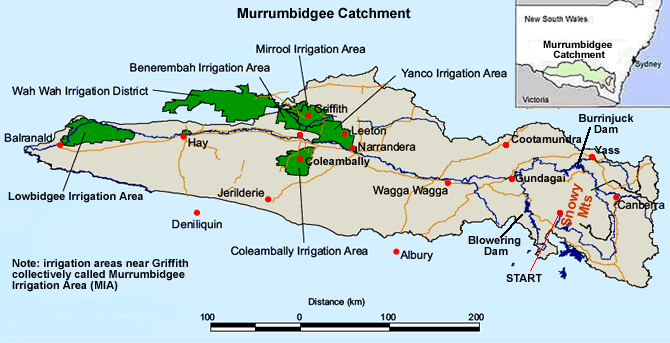 Murrumbidgee Catchment
New South Wales
Murrumbidgee
Catchment
Sydney
Victoria
Mirrool Irrigation Area
Benerembah Irrigation Area
Yanco Irrigation Area
Wah Wah Irrigation District
Griffith
Burrinjuck
Dam
Leeton
Cootamundra
Balranald
Hay
Narrandera
Yass
Coleambally
Gundagai
Lowbidgee Irrigation Area
Jerilderie
Wagga Wagga
Snowy
Mts
Canberra
Deniliquin
Coleambally Irrigation Area
Albury
Blowering
Dam
START
Note: irrigation areas near Griffith
collectively called Murrumbidgee
Irrigation Area (MIA)
Distance (km)
100 0 100 200